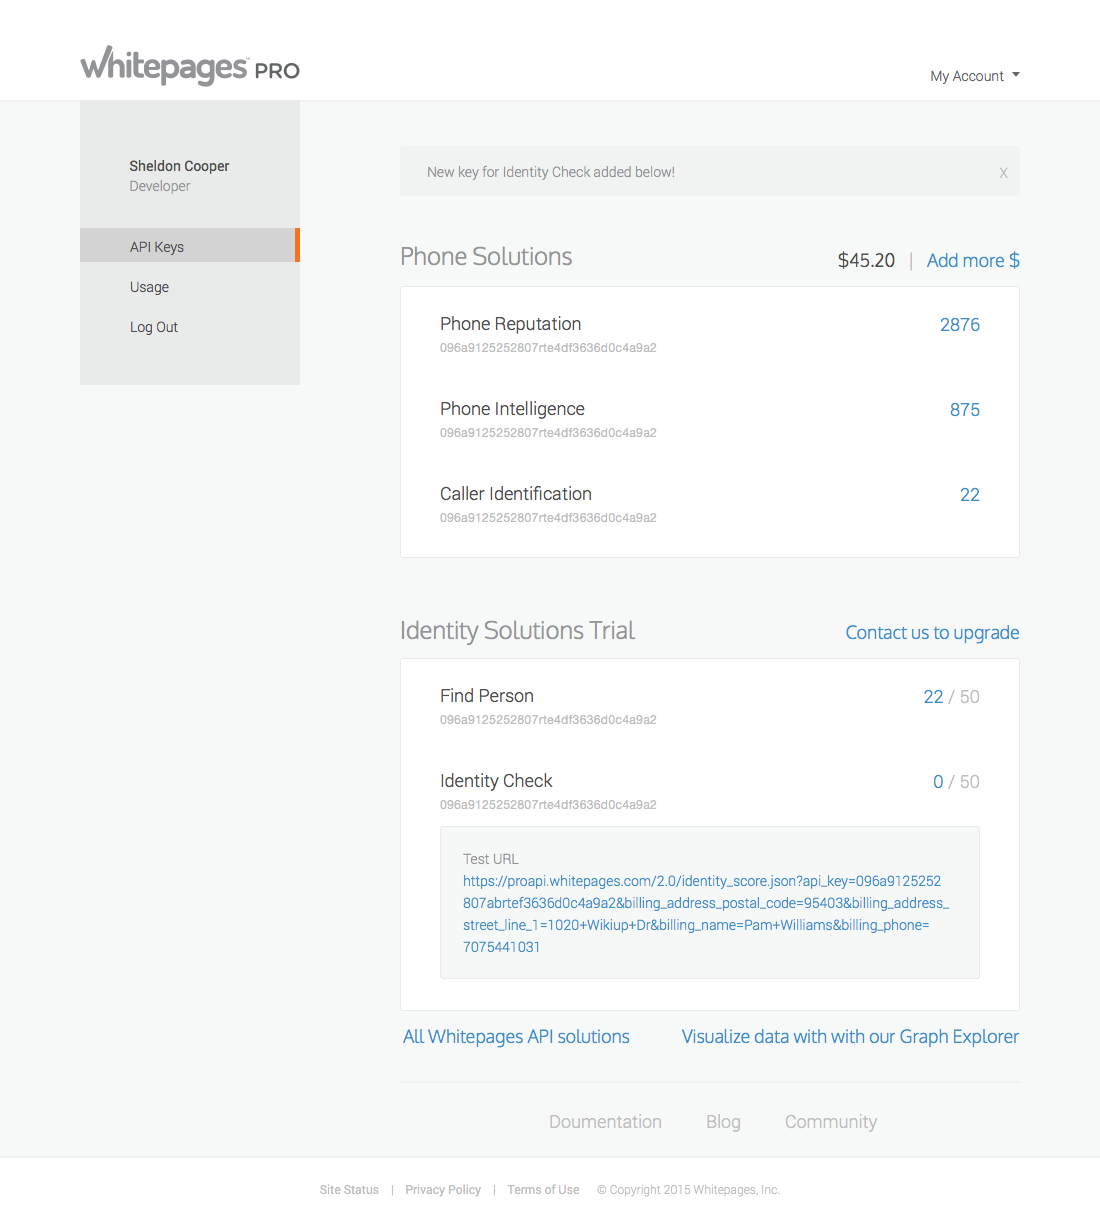 whitepages™ PRO
My Account
Sheldon Cooper
Developer
API Keys
Usage
Log Out
New key for Identity Check added below!
X
Phone Solutions
$45.20 | Add more $
Phone Reputation
2876
096a9125252807rte4df3636d0c4a9a2
Phone Intelligence
875
096a9125252807rte4df3636d0c4a9a2
Caller Identification
22
096a9125252807rte4df3636d0c4a9a2
Identity Solutions Trial
Contact us to upgrade
Find Person
22 / 50
096a9125252807rte4df3636d0c4a9a2
Identity Check
0 / 50
096a9125252807rte4df3636d0c4a9a2
Test URL
https://proapi.whitepages.com/2.0/identity_score.json?api_key=096a9125252
807abrtef3636d0c4a9a2&billing_address_postal_code=95403&billing_address_
street_line_1=1020+Wikiup+Dr&billing_name=Pam+Williams&billing_phone=
7075441031
All Whitepages API solutions
Visualize data with with our Graph Explorer
Doumentation
Blog
Community
Site Status | Privacy Policy | Terms of Use © Copyright 2015 Whitepages, Inc.